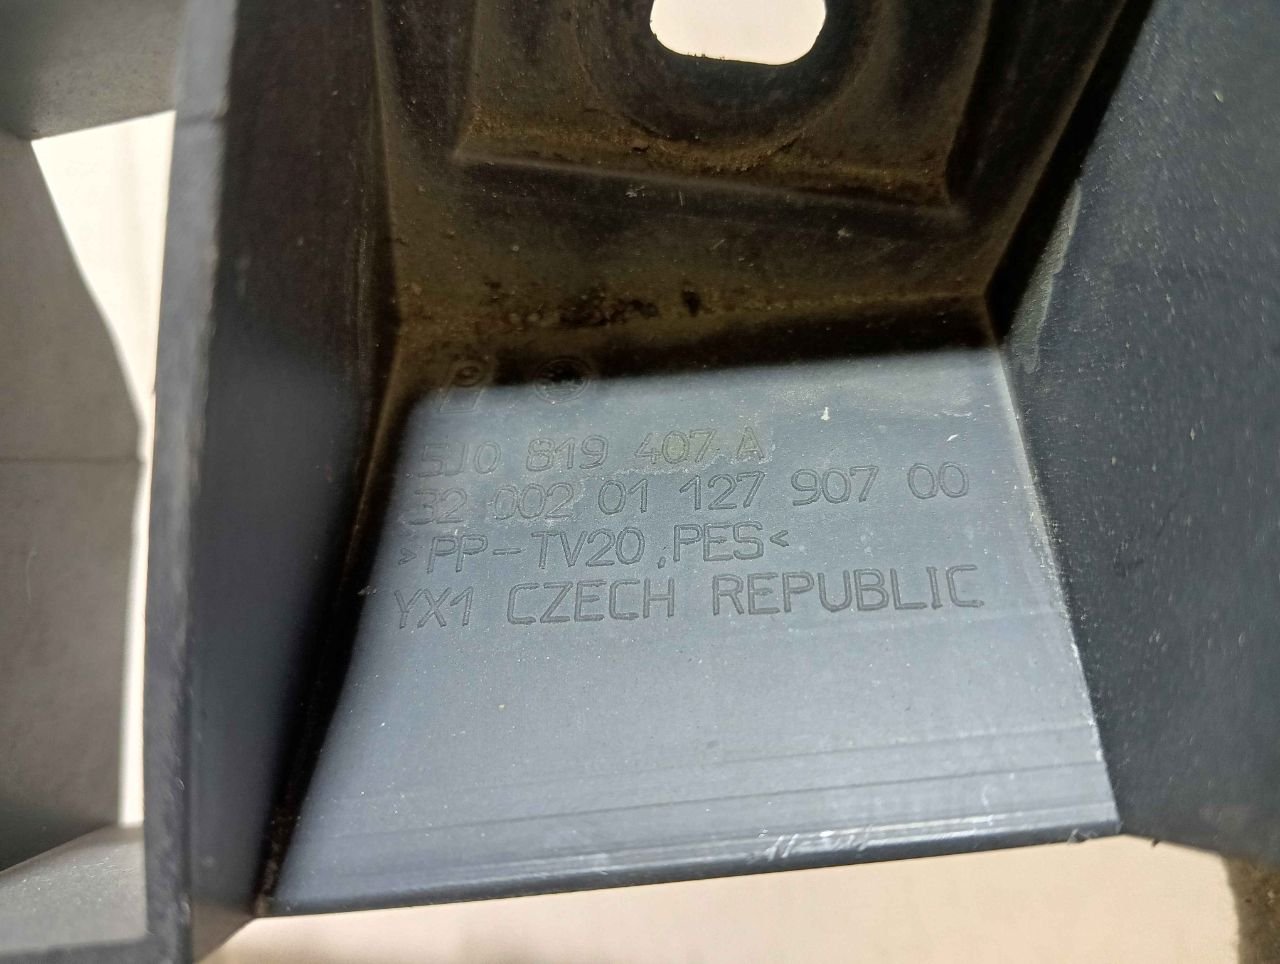 5J0 819 407 A
32 002 01 127 907 00
>PP-TV20,PES<
YX1 CZECH REPUBLIC